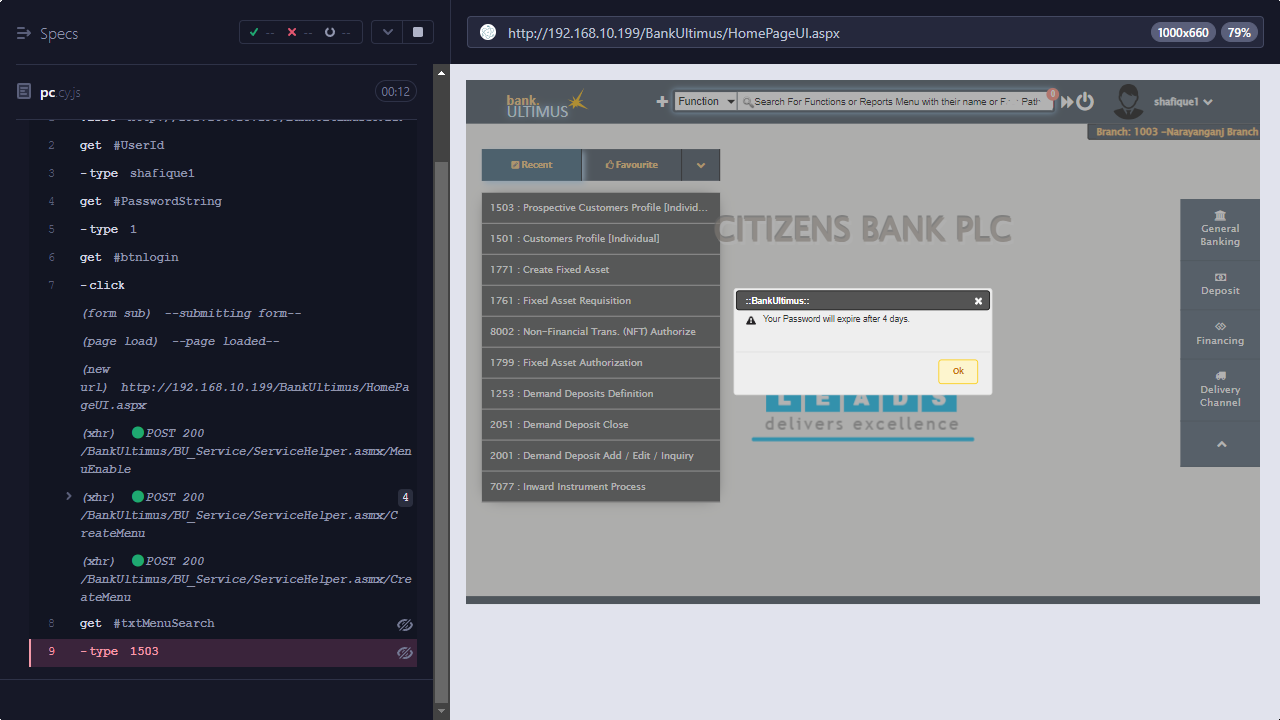 Specs
--
--
--
http://192.168.10.199/BankUltimus/HomePageUI.aspx
1000x660
79%
pc.cy.js
00:12
2 get #UserId
3 -type shafique1
4 get #PasswordString
5 -type 1
6 get #btnlogin
7 -click
(form sub) --submitting form--
(page load) --page loaded--
(new
url) http://192.168.10.199/BankUltimus/HomePa
geUI.aspx
(xhr) POST 200
/BankUltimus/BU_Service/ServiceHelper.asmx/Men
uEnable
(xhr) POST 200
4
/BankUltimus/BU_Service/ServiceHelper.asmx/C
reateMenu
(xhr) POST 200
/BankUltimus/BU_Service/ServiceHelper.asmx/Cre
ateMenu
8 get #txtMenuSearch
9 -type 1503
bank.
ULTIMUS
Function
Search For Functions or Reports Menu with their name or F Path
0
shafique1
Branch: 1003 -Narayanganj Branch
Recent
Favourite
1503 : Prospective Customers Profile [Individ...
1501 : Customers Profile [Individual]
1771 : Create Fixed Asset
1761 : Fixed Asset Requisition
8002 : Non-Financial Trans. (NFT) Authorize
1799 : Fixed Asset Authorization
1253 : Demand Deposits Definition
2051 : Demand Deposit Close
2001 : Demand Deposit Add / Edit / Inquiry
7077 : Inward Instrument Process
CITIZENS BANK PLC
::BankUltimus::
Your Password will expire after 4 days.
Ok
LEADS
delivers excellence
General
Banking
Deposit
Financing
Delivery
Channel